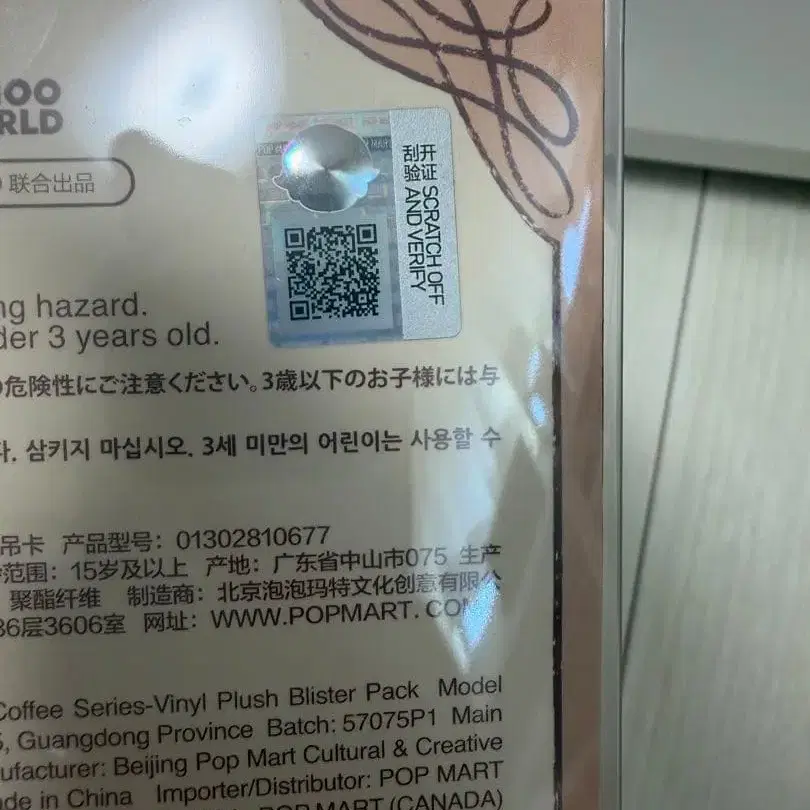 OO
RLD
联合出品
POP MART
开证 SCRATCH OFF
刮验 AND VERIFY
ng hazard.
der 3 years old.
の危険性にご注意ください。3歳以下のお子様には与
다. 삼키지 마십시오. 3세 미만의 어린이는 사용할 수
吊卡 产品型号：01302810677
范围：15岁及以上 产地：广东省中山市075 生产
聚酯纤维 制造商：北京泡泡玛特文化创意有限公
36层3606室 网址：WWW.POPMART.COM
Coffee Series-Vinyl Plush Blister Pack Model
5, Guangdong Province Batch: 57075P1 Main
ufacturer: Beijing Pop Mart Cultural & Creative
de in China Importer/Distributor: POP MART
POP MART (CANADA)